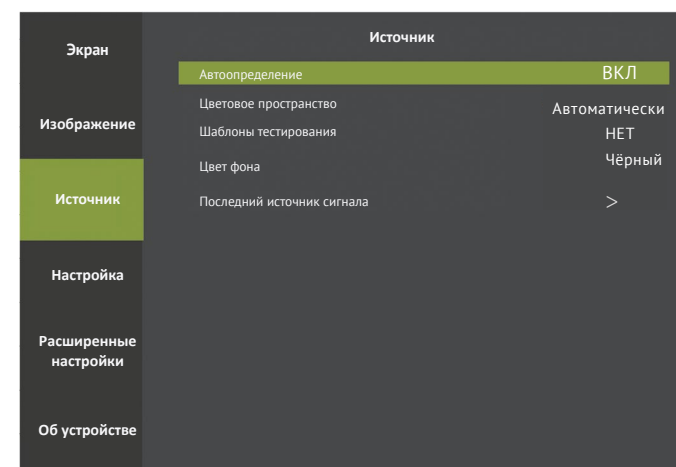 Экран
Изображение
Источник
Настройка
Расширенные
настройки
Об устройстве
Источник
Автоопределение ВКЛ
Цветовое пространство Автоматически
Шаблоны тестирования НЕТ
Цвет фона Чёрный
Последний источник сигнала >